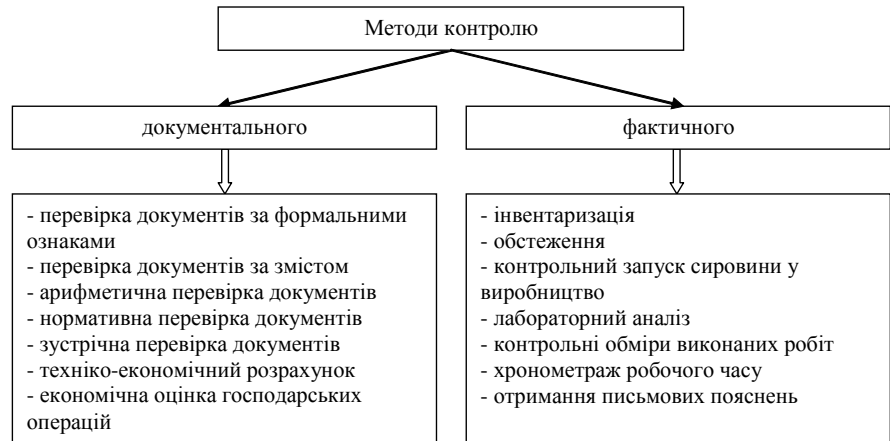 Методи контролю
документального
фактичного
- перевірка документів за формальними
ознаками
- перевірка документів за змістом
- арифметична перевірка документів
- нормативна перевірка документів
- зустрічна перевірка документів
- техніко-економічний розрахунок
- економічна оцінка господарських
операцій
- інвентаризація
- обстеження
- контрольний запуск сировини у
виробництво
- лабораторний аналіз
- контрольні обміри виконаних робіт
- хронометраж робочого часу
- отримання письмових пояснень